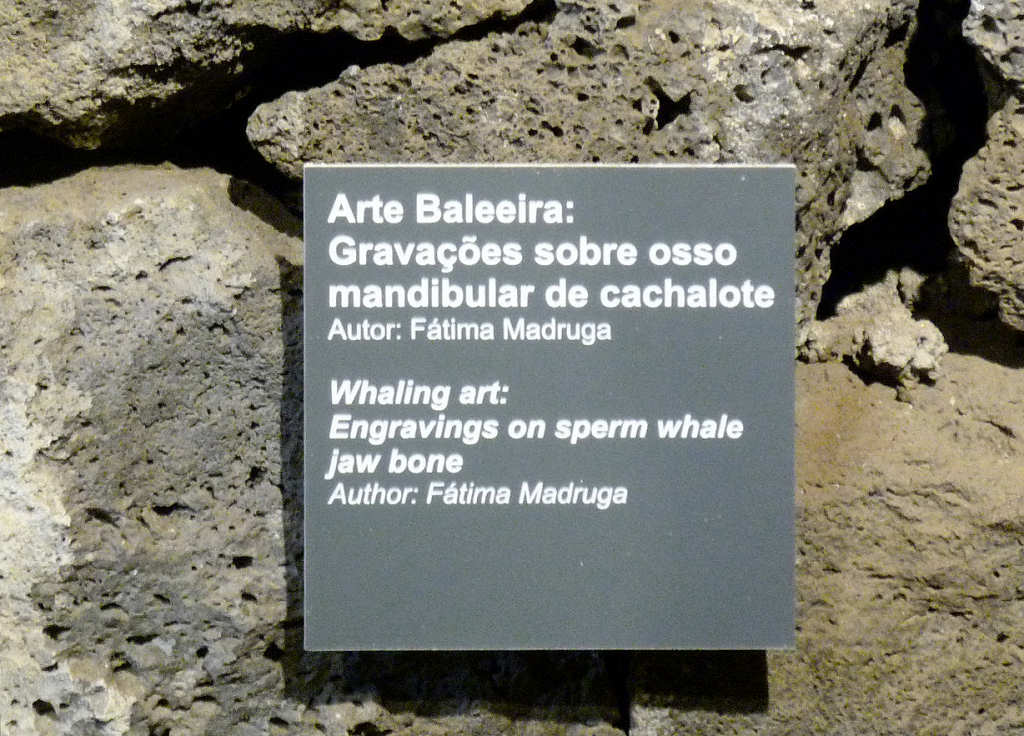 Arte Baleeira:
Gravações sobre osso
mandibular de cachalote
Autor: Fátima Madruga
Whaling art:
Engravings on sperm whale
jaw bone
Author: Fátima Madruga